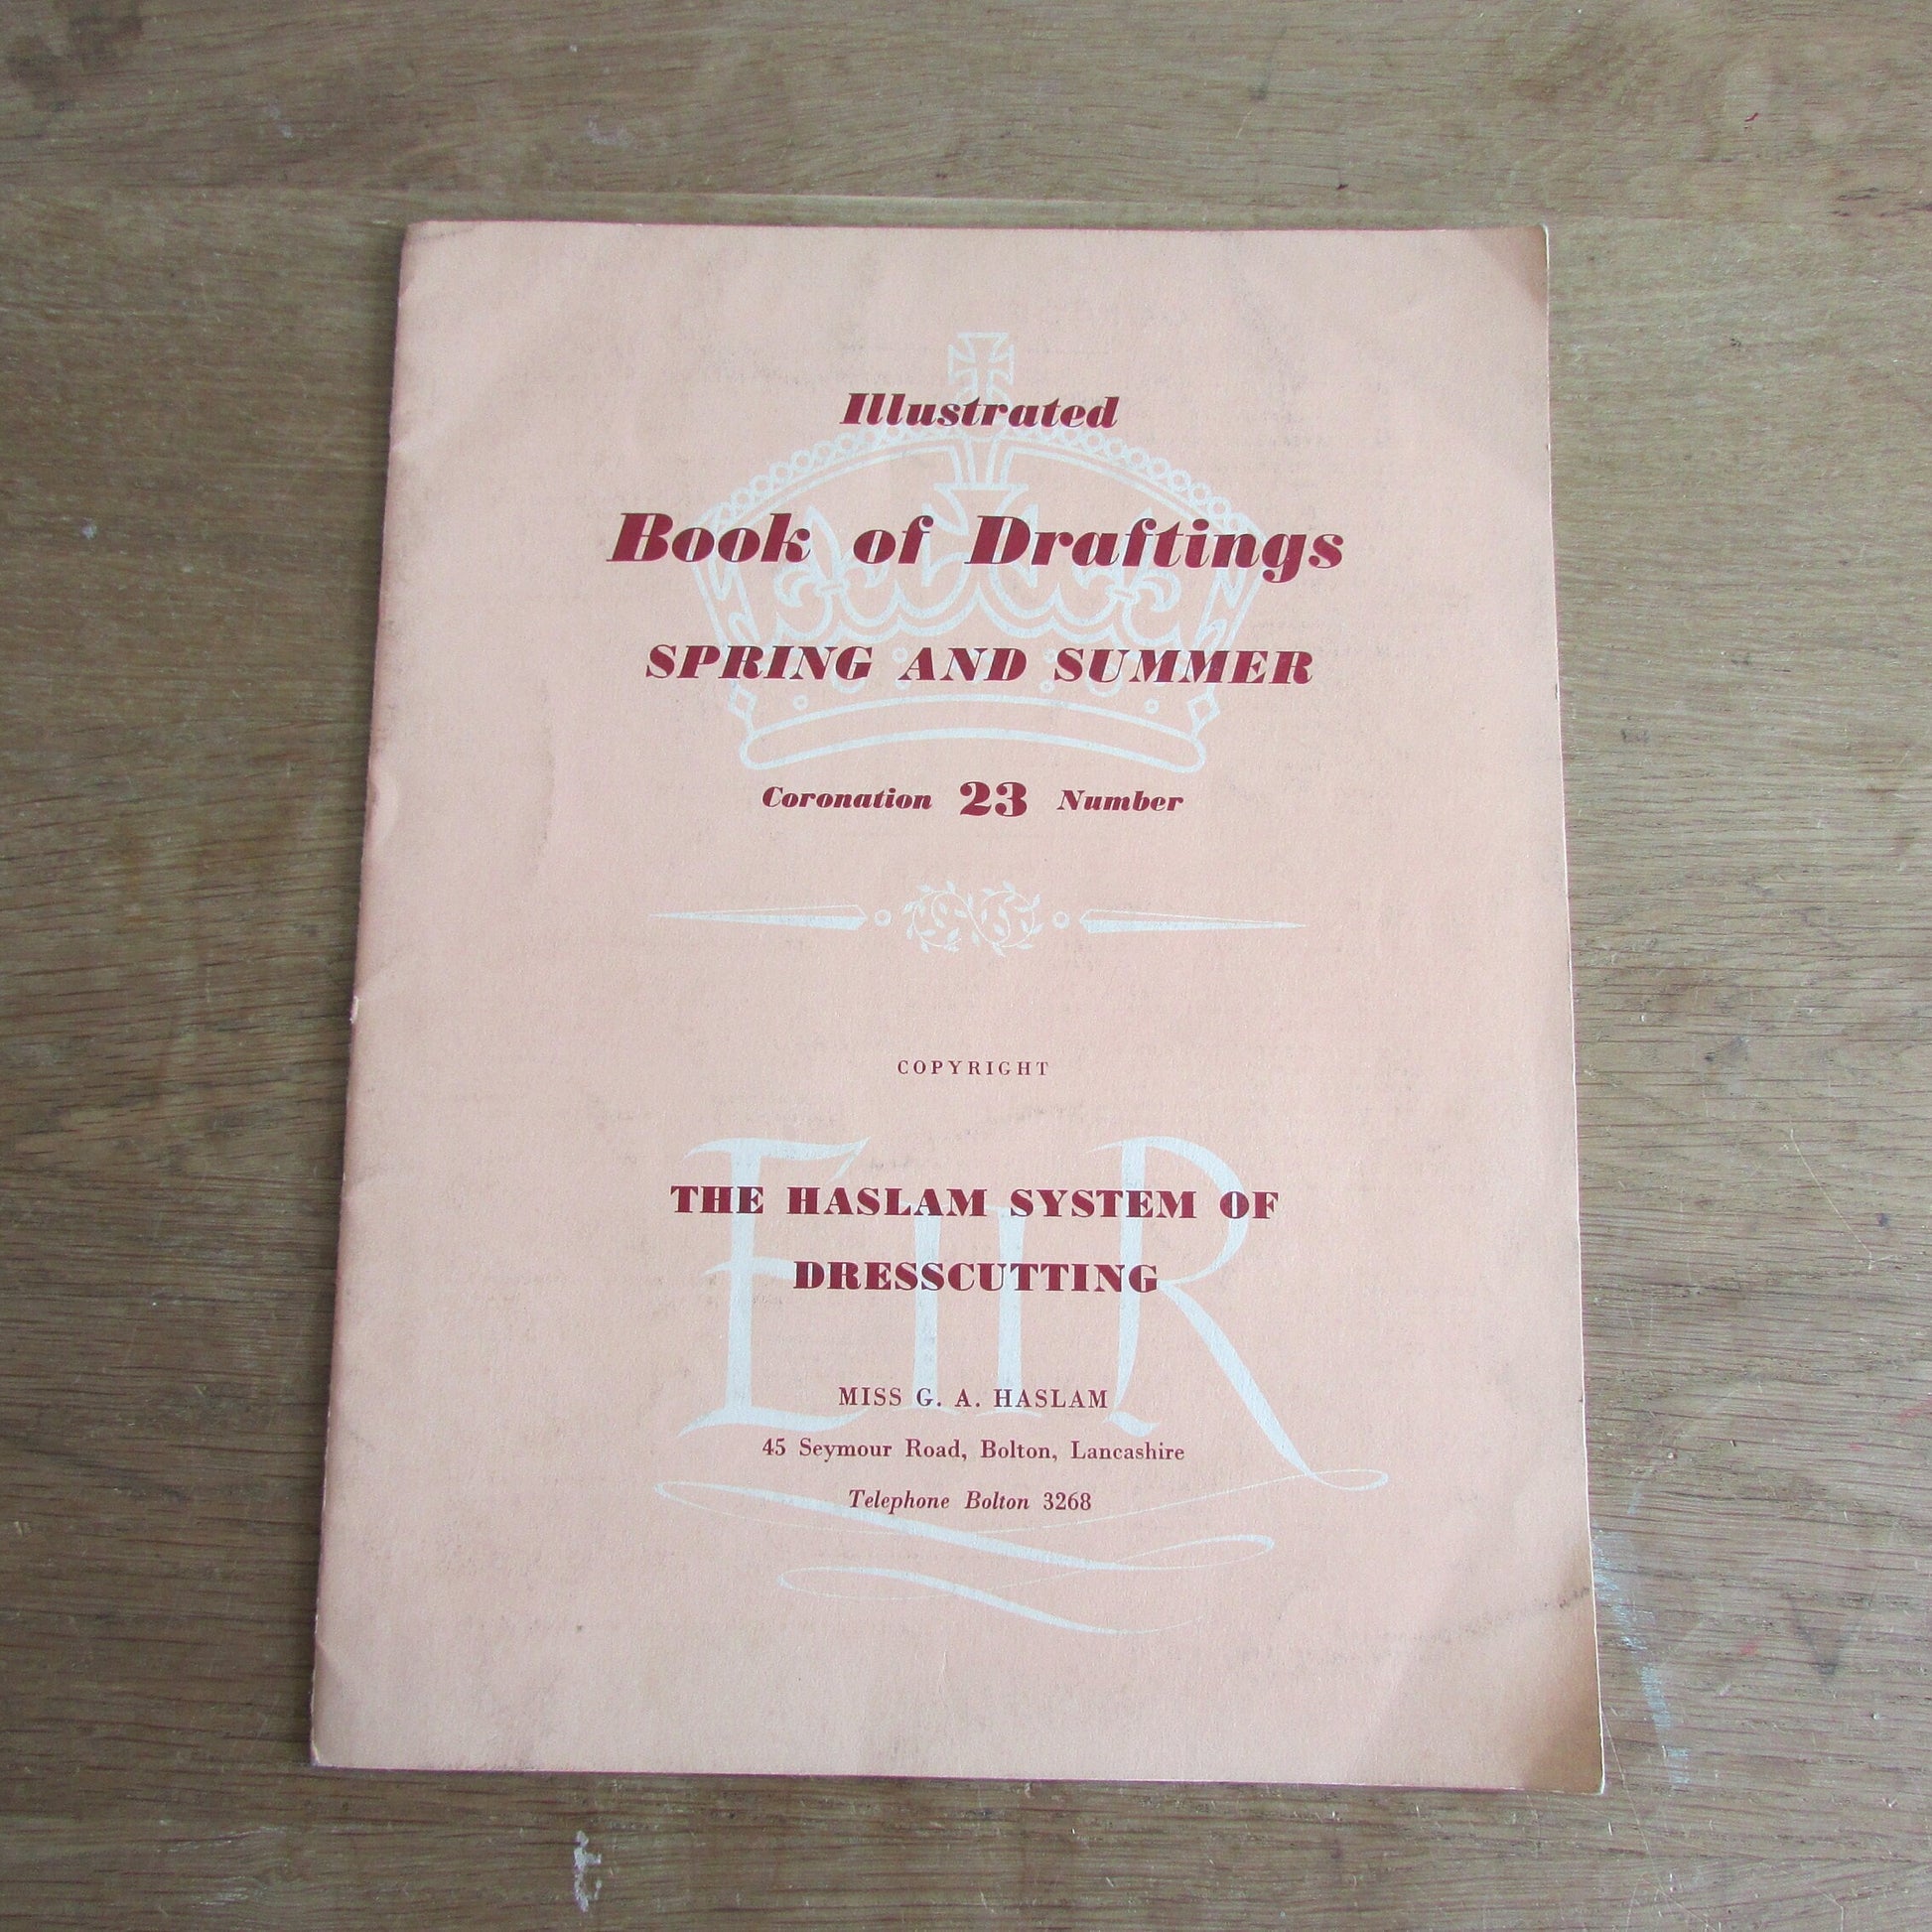 Illustrated
Book of Draftings
SPRING AND SUMMER
Coronation 23 Number
COPYRIGHT
EIIR
THE HASLAM SYSTEM OF
DRESSCUTTING
MISS G. A. HASLAM
45 Seymour Road, Bolton, Lancashire
Telephone Bolton 3268